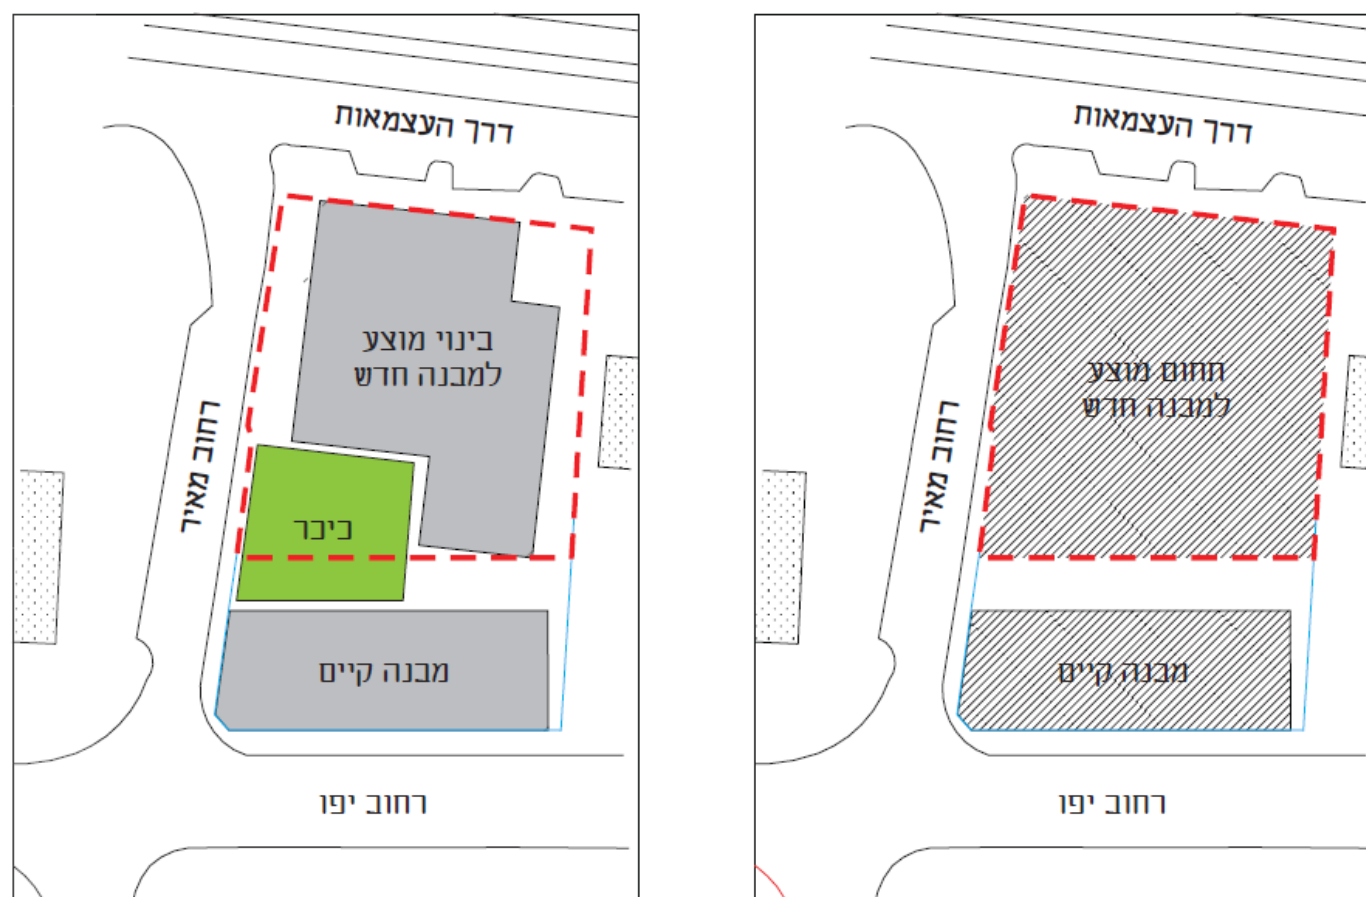 דרך העצמאות
בינוי מוצע
למבנה חדש
רחוב מאיר
כיכר
מבנה קיים
רחוב יפו
דרך העצמאות
תחום מוצע
למבנה חדש
רחוב מאיר
מבנה קיים
רחוב יפו